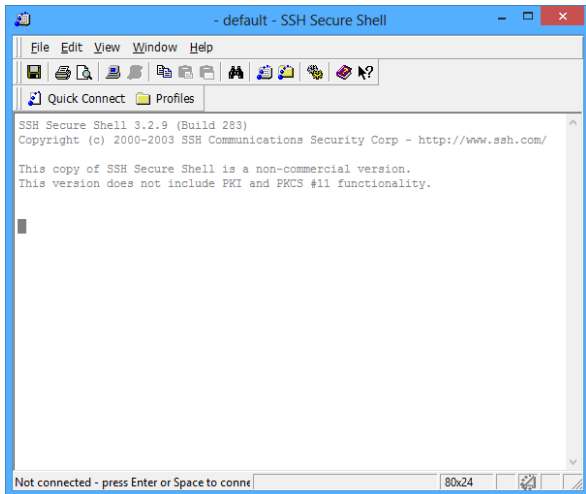 - default - SSH Secure Shell
File Edit View Window Help
Quick Connect Profiles
SSH Secure Shell 3.2.9 (Build 283)
Copyright (c) 2000-2003 SSH Communications Security Corp - http://www.ssh.com/
This copy of SSH Secure Shell is a non-commercial version.
This version does not include PKI and PKCS #11 functionality.
Not connected - press Enter or Space to conne 80x24